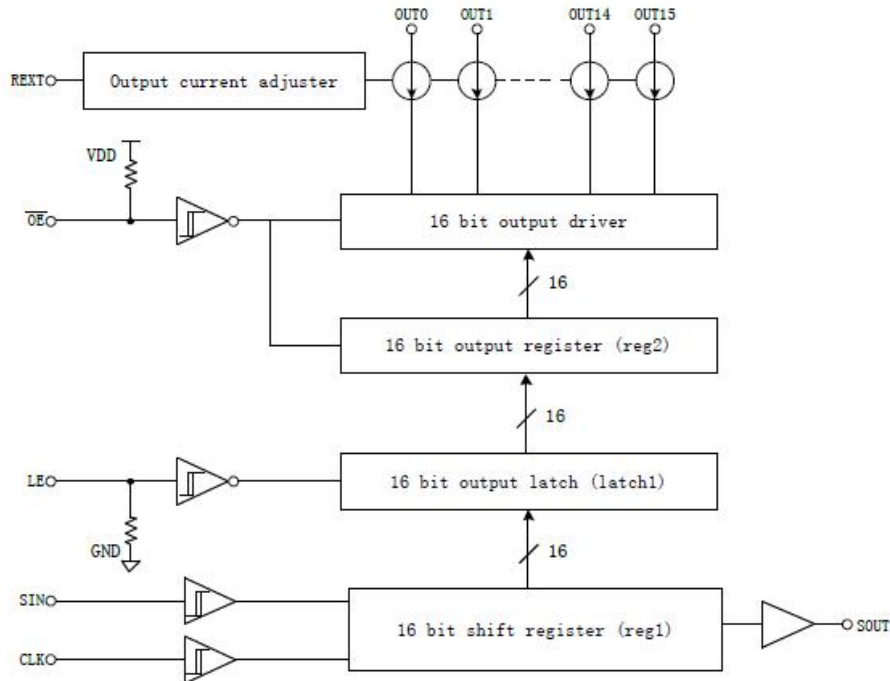 OUT0 OUT1 OUT14 OUT15
REXT Output current adjuster
VDD
OE 16 bit output driver
16
16 bit output register (reg2)
16
LE 16 bit output latch (latch1)
GND
16
SIN
16 bit shift register (reg1) SOUT
CLK